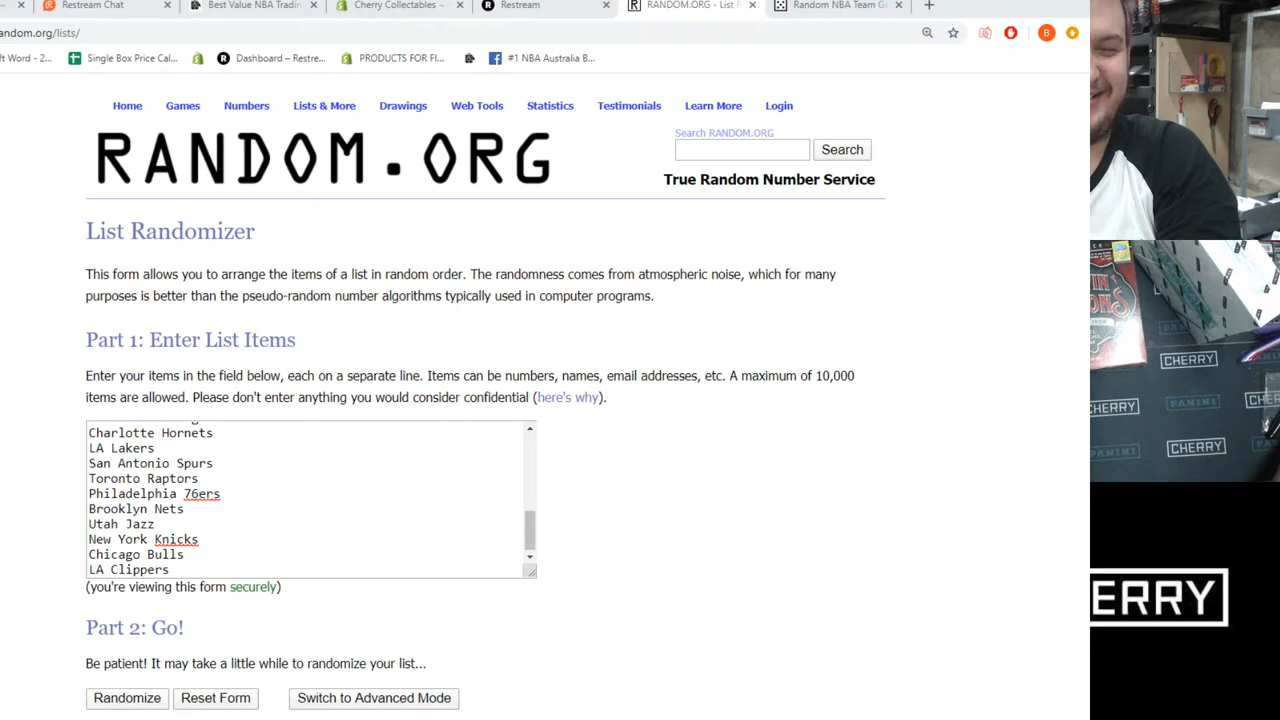 Restream Chat
Best Value NBA Tradin
Cherry Collectables –
Restream
RANDOM.ORG - List R
Random NBA Team Ge
andom.org/lists/
B
ft Word - 2...
Single Box Price Cal...
Dashboard – Restre...
PRODUCTS FOR FI...
#1 NBA Australia B...
Home
Games
Numbers
Lists & More
Drawings
Web Tools
Statistics
Testimonials
Learn More
Login
RANDOM.ORG
Search RANDOM.ORG
Search
True Random Number Service
List Randomizer
This form allows you to arrange the items of a list in random order. The randomness comes from atmospheric noise, which for many
purposes is better than the pseudo-random number algorithms typically used in computer programs.
Part 1: Enter List Items
Enter your items in the field below, each on a separate line. Items can be numbers, names, email addresses, etc. A maximum of 10,000
items are allowed. Please don't enter anything you would consider confidential (here's why).
Charlotte Hornets
LA Lakers
San Antonio Spurs
Toronto Raptors
Philadelphia 76ers
Brooklyn Nets
Utah Jazz
New York Knicks
Chicago Bulls
LA Clippers
(you're viewing this form securely)
Part 2: Go!
Be patient! It may take a little while to randomize your list...
Randomize
Reset Form
Switch to Advanced Mode
CHERRY
CHERRY
PANINI
CHERRY
ERRY